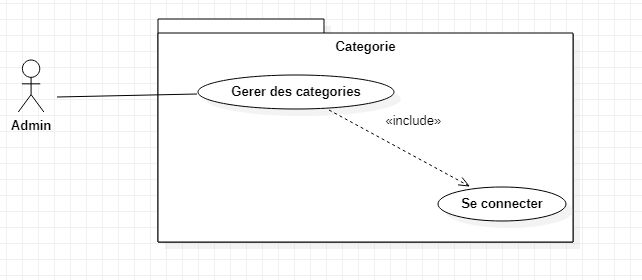 Categorie
Gerer des categories
Admin
«include»
Se connecter